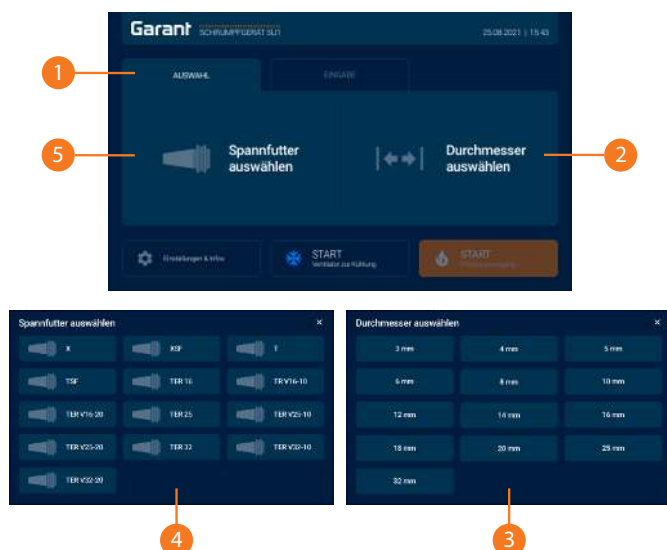 Garant SCHRUMPFGERÄT SU1
25.08.2021 | 15:43
1
AUSWAHL
EINGABE
5
Spannfutter
auswählen
Durchmesser
auswählen
2
Einstellungen & Infos
START
Ventilator zur Kühlung
START
Spannfutter auswählen ×
X XSF T
TSF TER 16 TR V16-10
TER V16-20 TER 25 TER V25-10
TER V25-20 TER 32 TER V32-10
TER V32-20
4
Durchmesser auswählen ×
3 mm 4 mm 5 mm
6 mm 8 mm 10 mm
12 mm 14 mm 16 mm
18 mm 20 mm 25 mm
32 mm
3